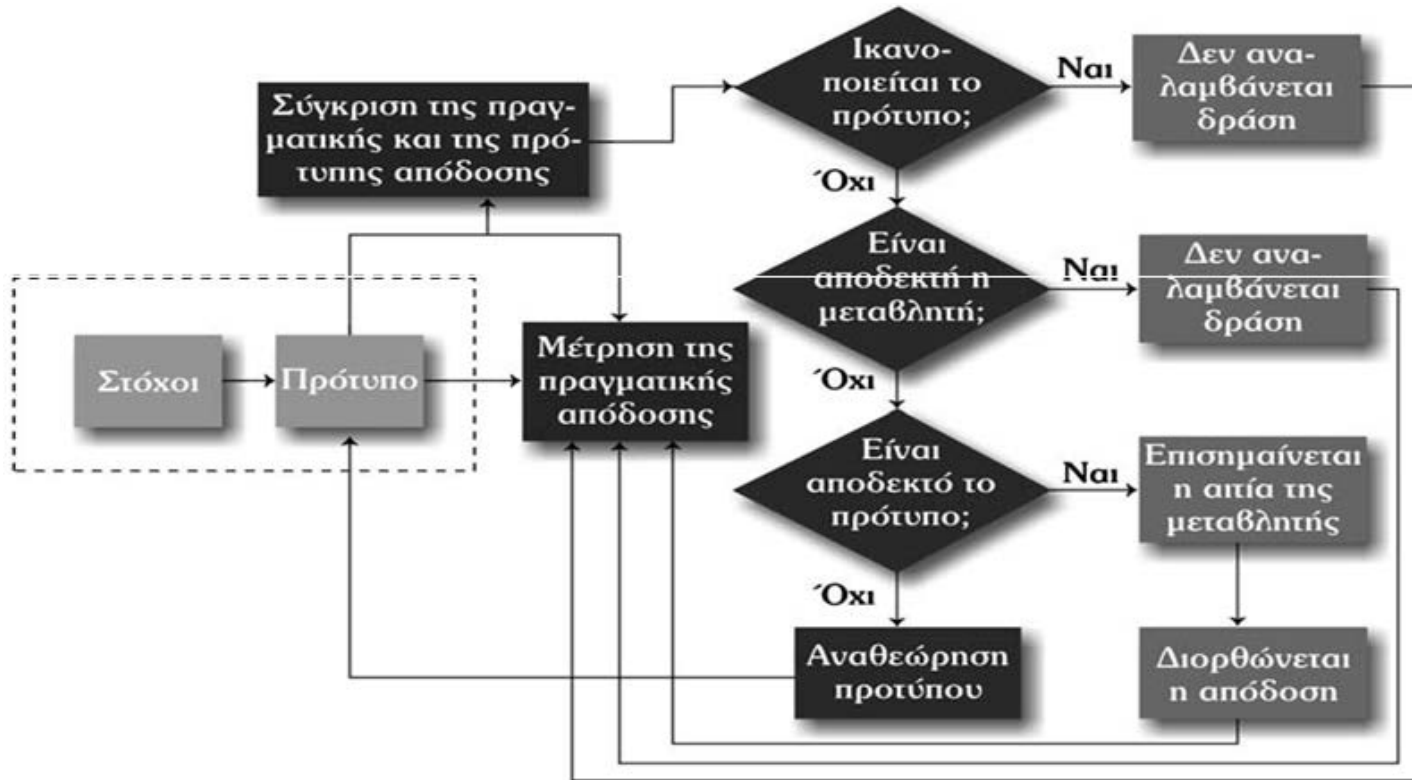 Ικανο-
ποιείται το
πρότυπο;
Ναι
Δεν ανα-
λαμβάνεται
δράση
Σύγκριση της πραγ-
ματικής και της πρό-
τυπης απόδοσης
Όχι
Είναι
αποδεκτή η
μεταβλητή;
Ναι
Δεν ανα-
λαμβάνεται
δράση
Στόχοι
Πρότυπο
Μέτρηση της
πραγματικής
απόδοσης
Όχι
Είναι
αποδεκτό το
πρότυπο;
Ναι
Επισημαίνεται
η αιτία της
μεταβλητής
Όχι
Αναθεώρηση
προτύπου
Διορθώνεται
η απόδοση